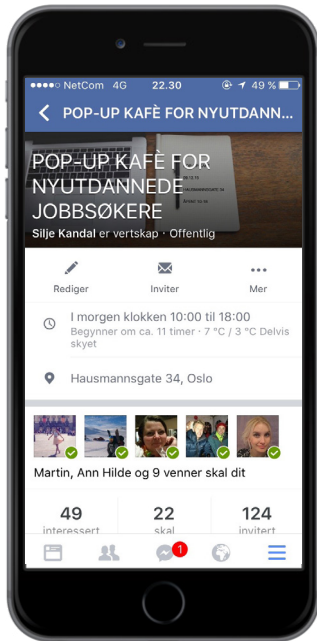 NetCom 4G 22.30 49 %
POP-UP KAFÈ FOR NYUTDANN...
POP-UP KAFÈ FOR
NYUTDANNEDE
JOBBSØKERE
Silje Kandal er vertskap · Offentlig
Rediger Inviter Mer
I morgen klokken 10:00 til 18:00
Begynner om ca. 11 timer · 7 °C / 3 °C Delvis
skyet
Hausmannsgate 34, Oslo
Martin, Ann Hilde og 9 venner skal dit
49 22 124
interessert skal invitert
1